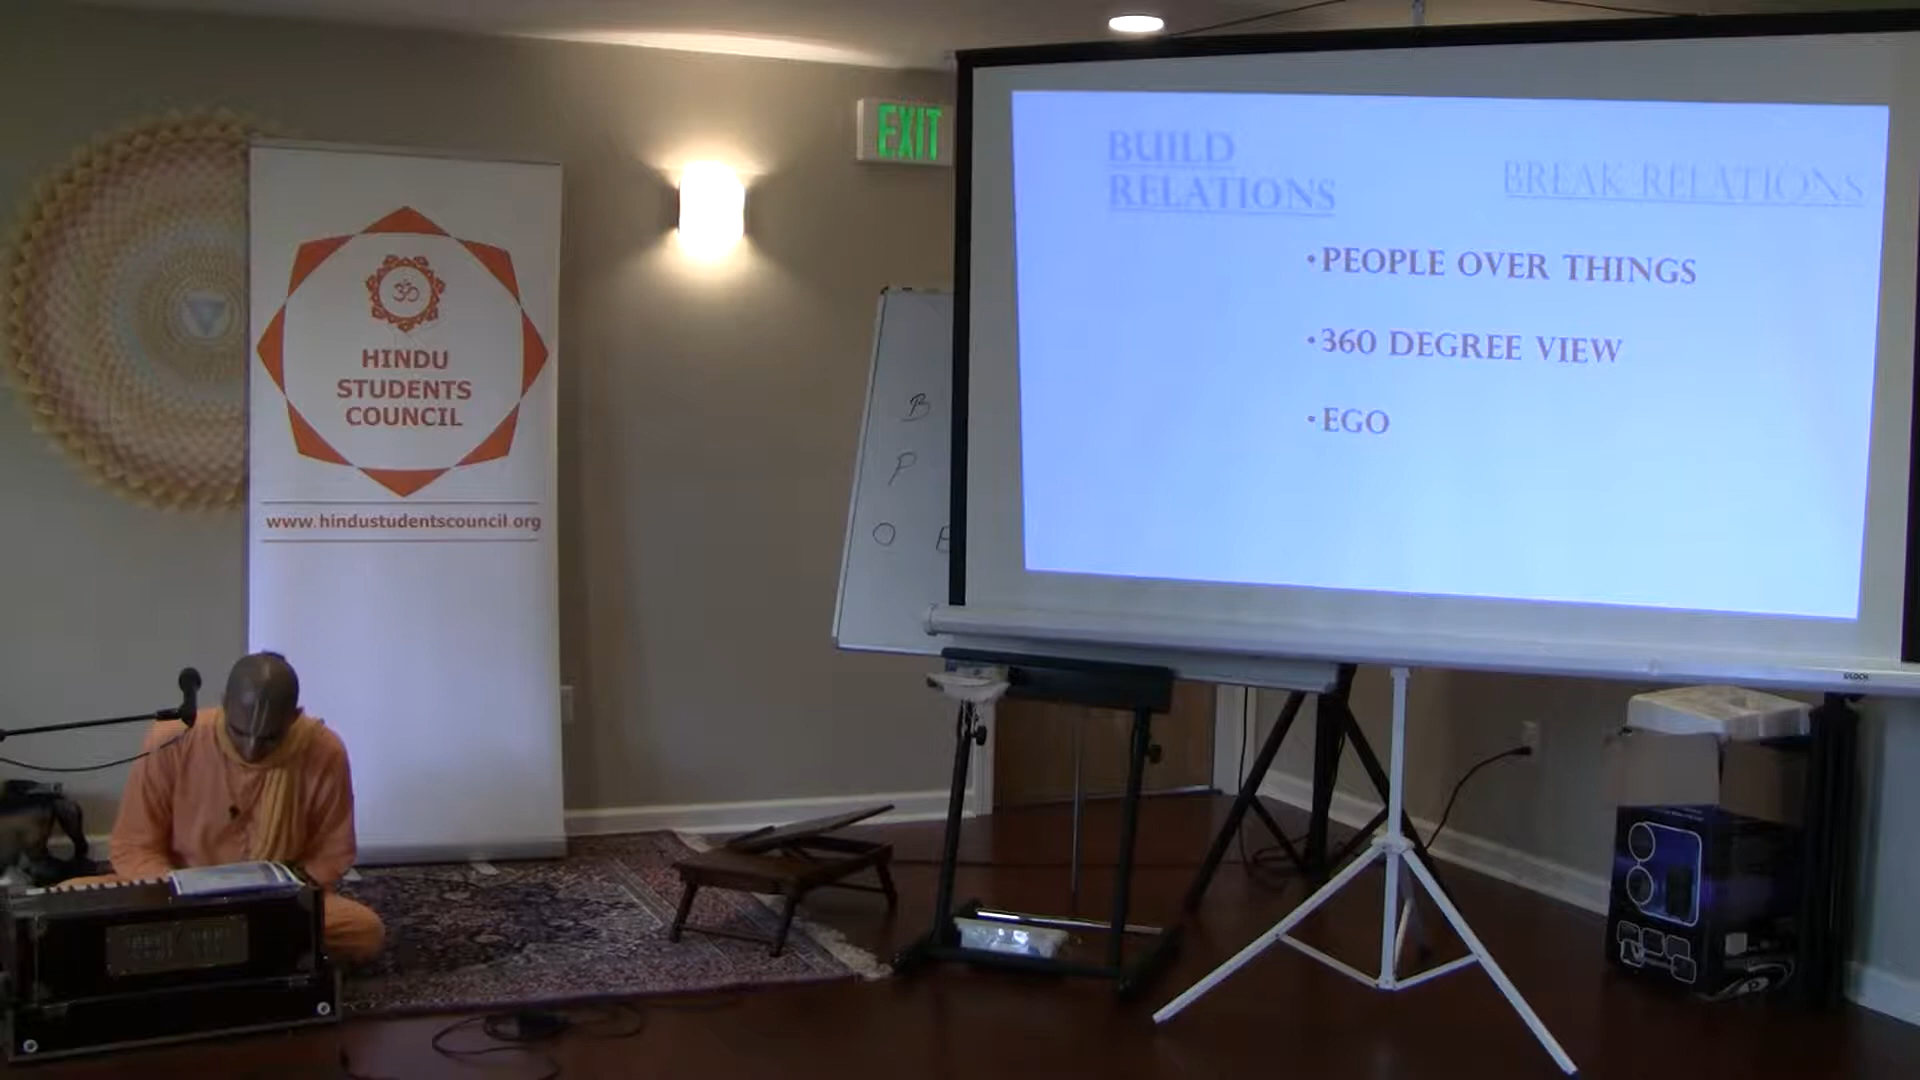 HINDU
STUDENTS
COUNCIL
www.hindustudentscouncil.org
EXIT
B
P
O E
BUILD
RELATIONS
BREAK RELATIONS
• PEOPLE OVER THINGS
• 360 DEGREE VIEW
• EGO